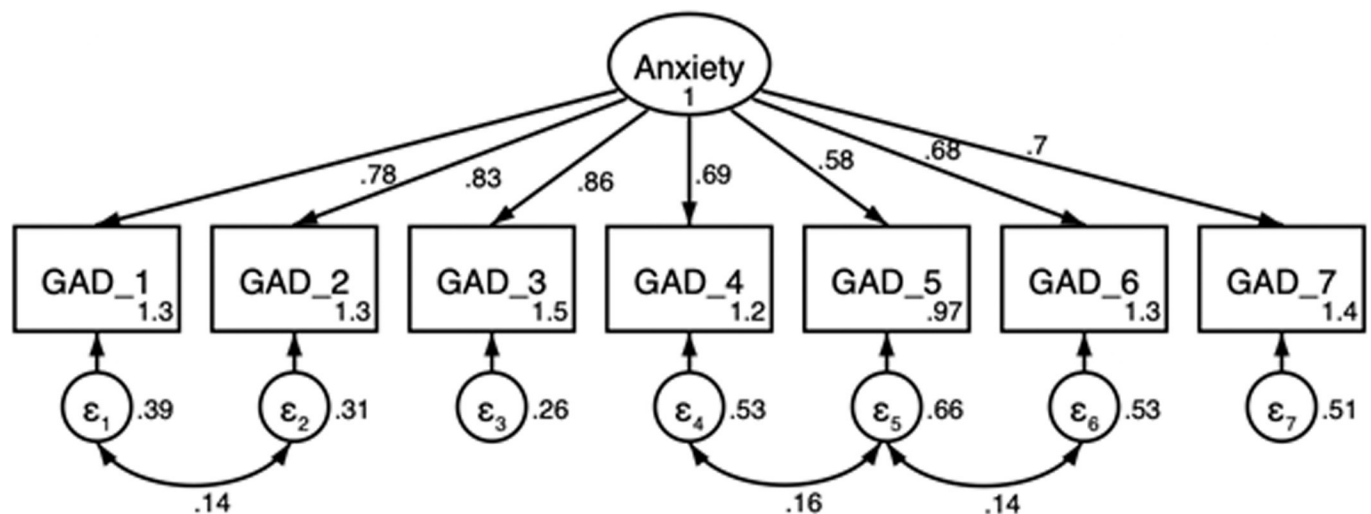 Anxiety
1
.78 .83 .86 .69 .58 .68 .7
GAD_1 GAD_2 GAD_3 GAD_4 GAD_5 GAD_6 GAD_7
1.3 1.3 1.5 1.2 .97 1.3 1.4
ε1 .39 ε2 .31 ε3 .26 ε4 .53 ε5 .66 ε6 .53 ε7 .51
.14 .16 .14